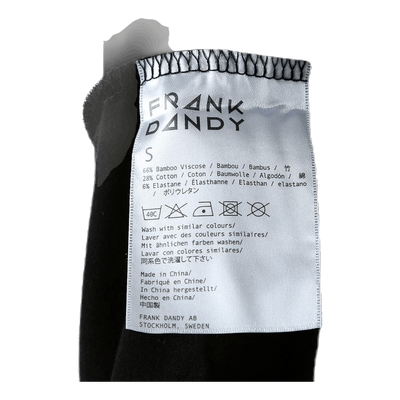 FRANK
DANDY
S
66% Bamboo Viscose / Bambou / Bambus / 竹
28% Cotton / Coton / Baumwolle / Algodón / 綿
6% Elastane / Élasthanne / Elasthan / elastano
/ ポリウレタン
40C
Wash with similar colours/
Laver avec des couleurs similaires/
Mit ähnlichen farben washen/
Lavar con colores similares/
同系色で洗濯して下さい
Made in China/
Fabriqué en Chine/
In China hergestellt/
Hecho en China/
中国製
FRANK DANDY AB
STOCKHOLM, SWEDEN